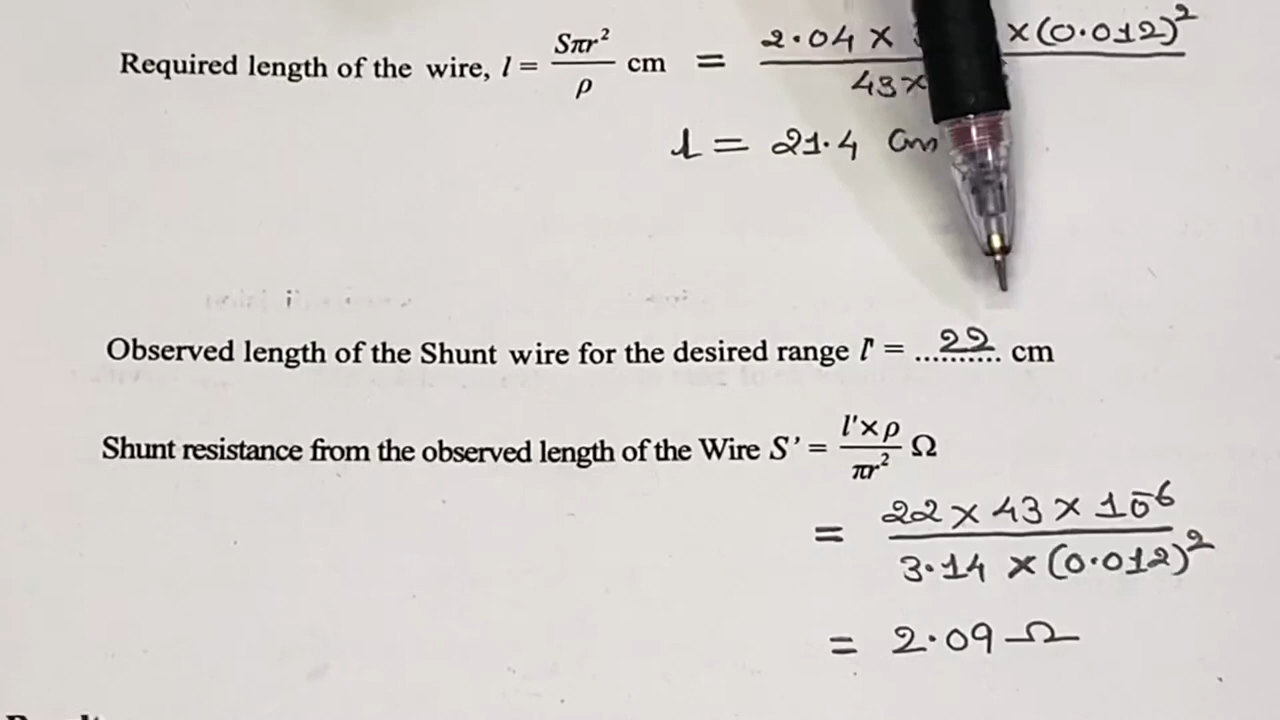 Required length of the wire, l = Sπr²/ρ cm = 2.04 × ×(0.012)²/43×
l = 21.4 cm
Observed length of the Shunt wire for the desired range l' = ....22.... cm
Shunt resistance from the observed length of the Wire S' = l'×ρ/πr² Ω
= 22 × 43 × 10⁻⁶/3.14 × (0.012)²
= 2.09 Ω